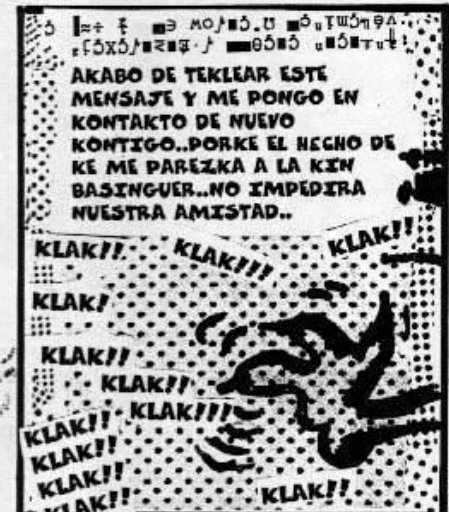 AKABO DE TEKLEAR ESTE
MENSAJE Y ME PONGO EN
KONTAKTO DE NUEVO
KONTIGO..PORKE EL HECHO DE
KE ME PAREZKA A LA KIN
BASINGUER..NO IMPEDIRA
NUESTRA AMISTAD..
KLAK!! KLAK!!! KLAK!!
KLAK!
KLAK!!
KLAK!!
KLAK!!!
KLAK!!
KLAK!!
KLAK!!
KLAK!!
KLAK!!